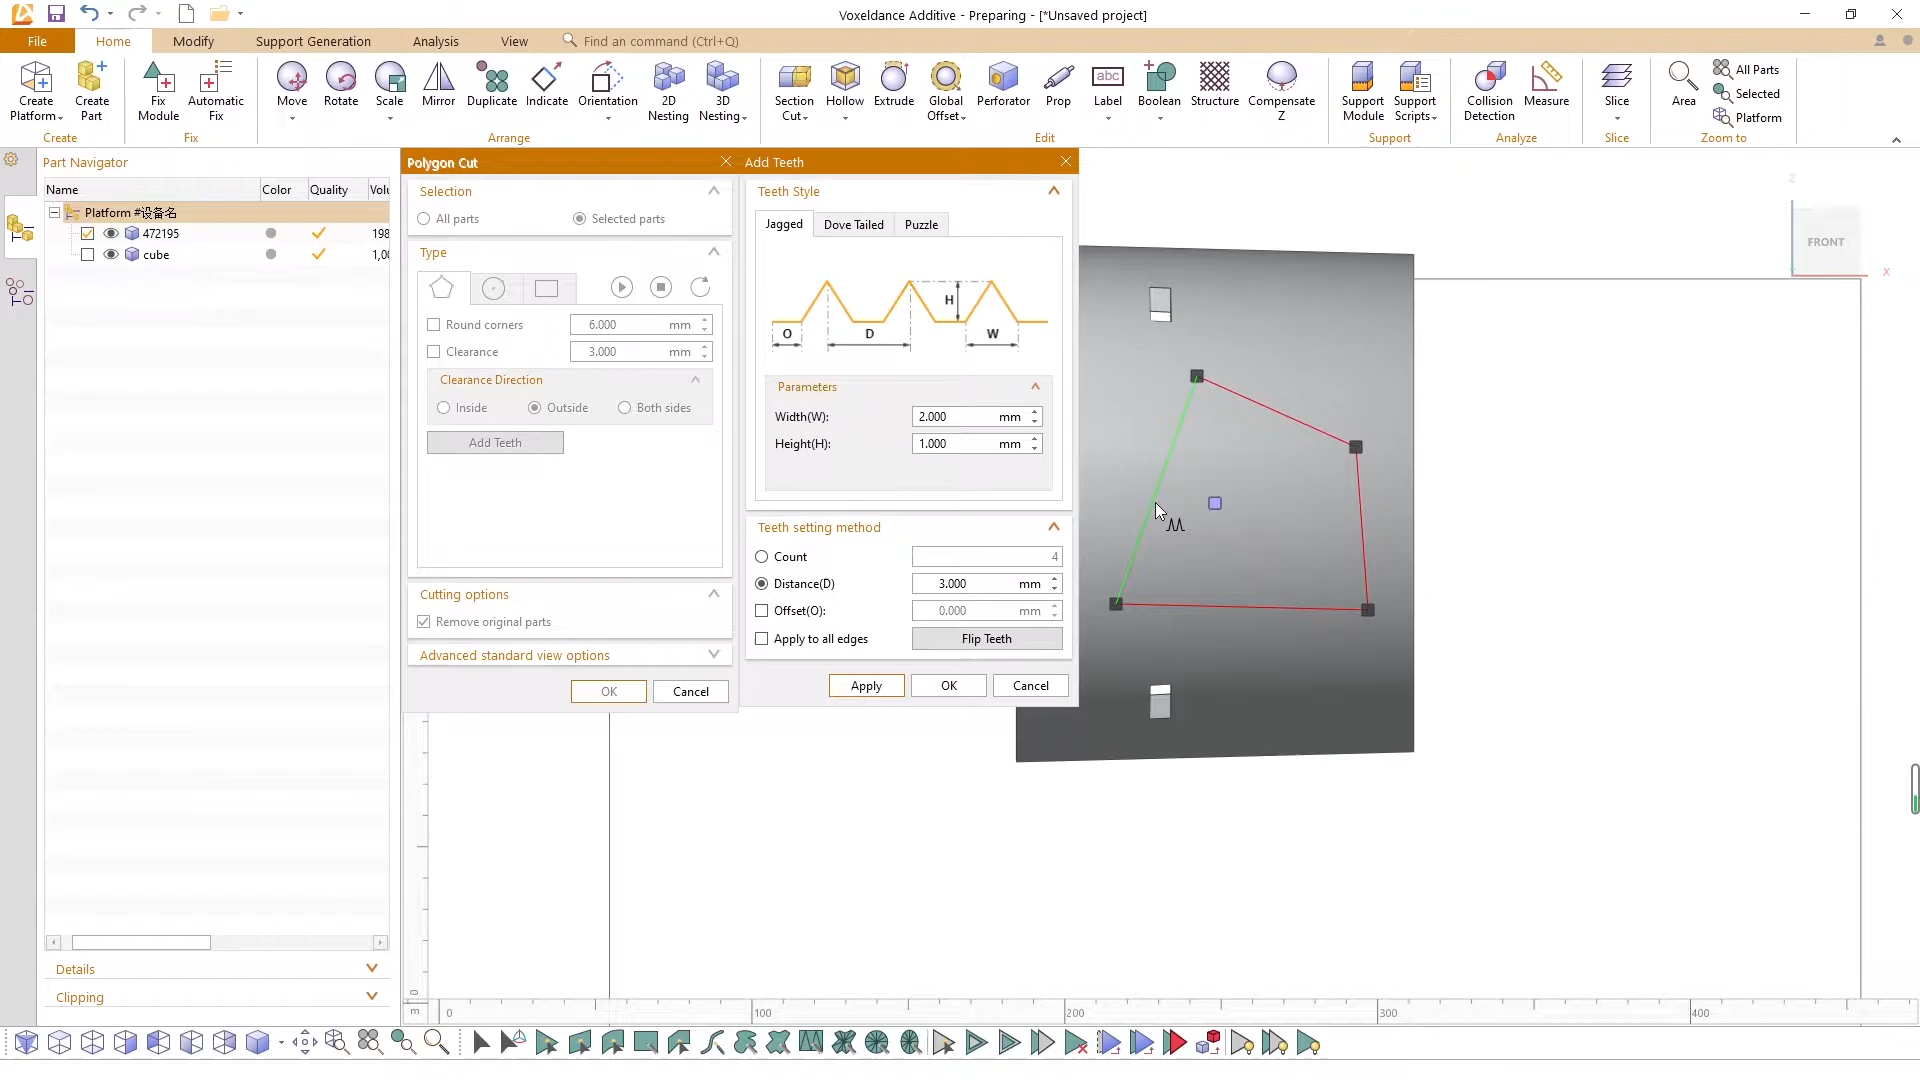 Voxeldance Additive - Preparing - [*Unsaved project]
File Home Modify Support Generation Analysis View Find an command (Ctrl+Q)
Create Platform Create Part Fix Module Automatic Fix Move Rotate Scale Mirror Duplicate Indicate Orientation 2D Nesting 3D Nesting Section Cut Hollow Extrude Global Offset Perforator Prop abc Label Boolean Structure Compensate Z Support Module Support Scripts Collision Detection Measure Slice Area All Parts Selected Platform
Create Fix Arrange Edit Support Analyze Slice Zoom to
Part Navigator
Name Color Quality Volu
Platform #设备名
472195 198
cube 1,00
Details
Clipping
Polygon Cut
Selection
All parts Selected parts
Type
Round corners 6.000 mm
Clearance 3.000 mm
Clearance Direction
Inside Outside Both sides
Add Teeth
Cutting options
Remove original parts
Advanced standard view options
OK Cancel
Add Teeth
Teeth Style
Jagged Dove Tailed Puzzle
H
O D W
Parameters
Width(W): 2.000 mm
Height(H): 1.000 mm
Teeth setting method
Count 4
Distance(D) 3.000 mm
Offset(O): 0.000 mm
Apply to all edges Flip Teeth
Apply OK Cancel
Z
FRONT
X
0
m 0 100 200 300 400